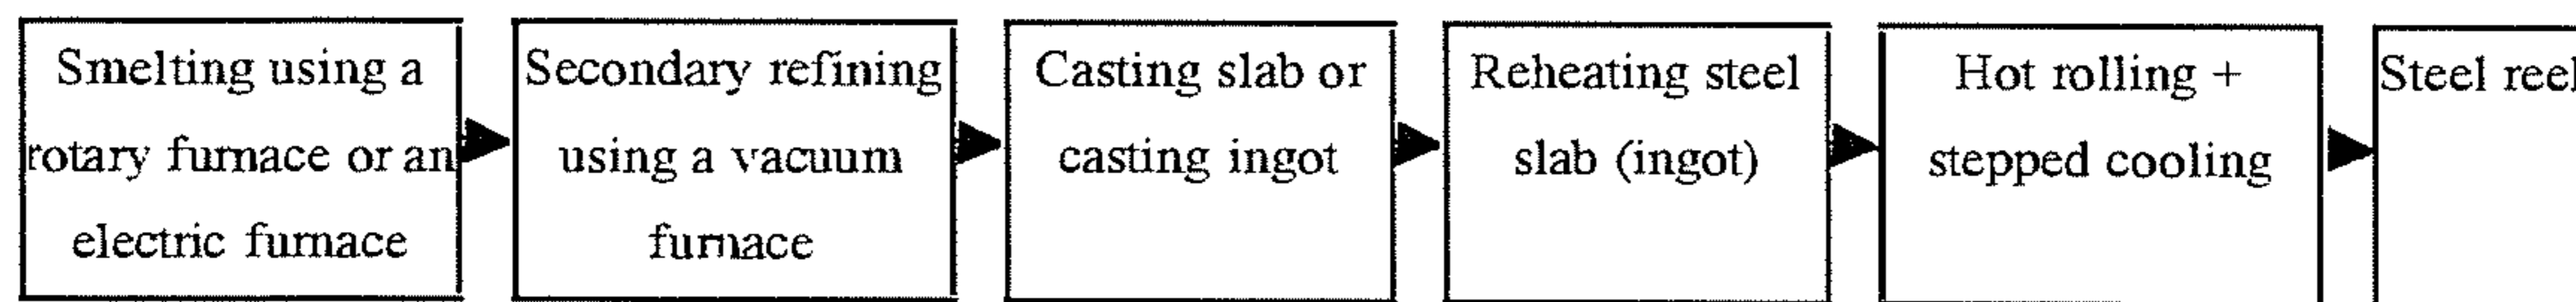 Smelting using a
rotary furnace or an
electric furnace
Secondary refining
using a vacuum
furnace
Casting slab or
casting ingot
Reheating steel
slab (ingot)
Hot rolling +
stepped cooling
Steel reel